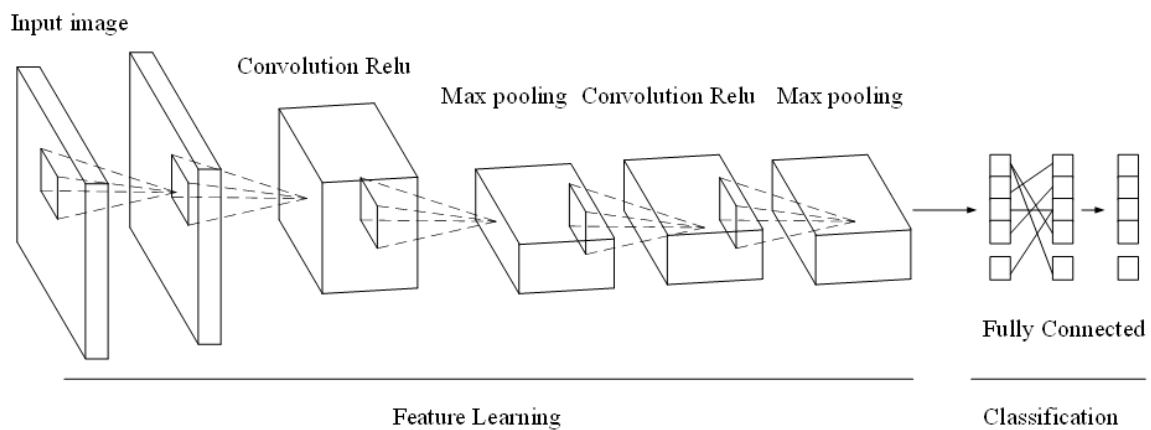 Input image
Convolution Relu
Max pooling
Convolution Relu
Max pooling
Fully Connected
Feature Learning
Classification